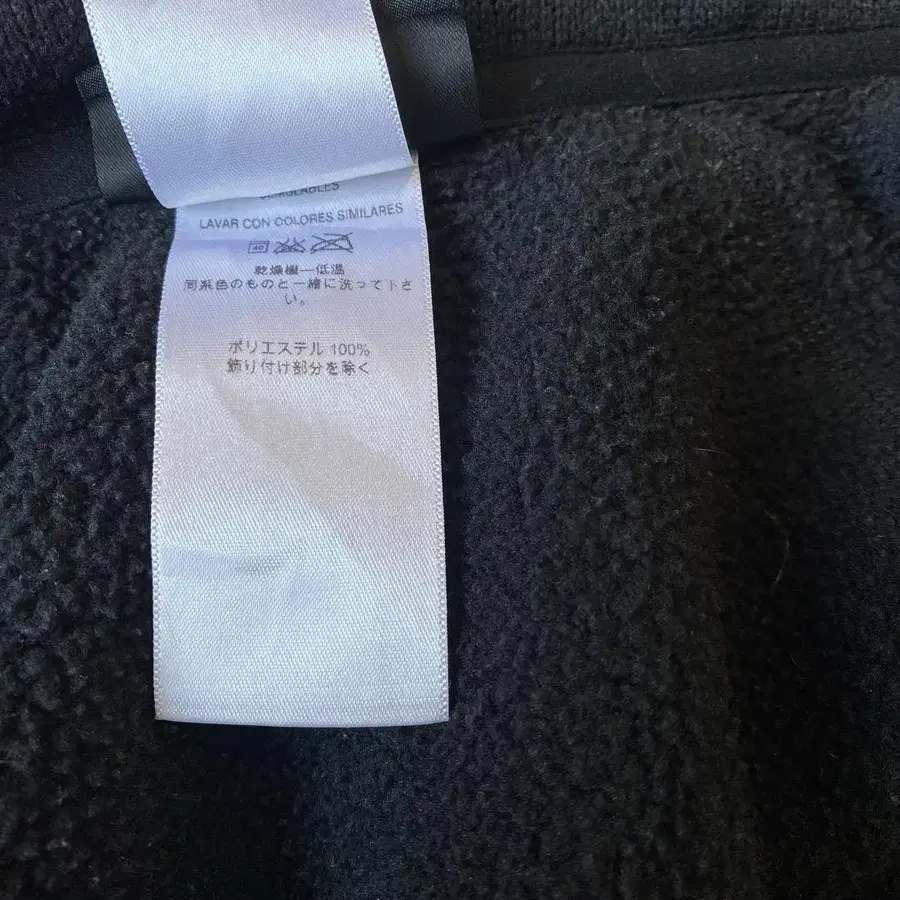 SEMBLABLES
LAVAR CON COLORES SIMILARES
40
乾燥機—低温
同系色のものと一緒に洗って下さ
い。
ポリエステル 100%
飾り付け部分を除く